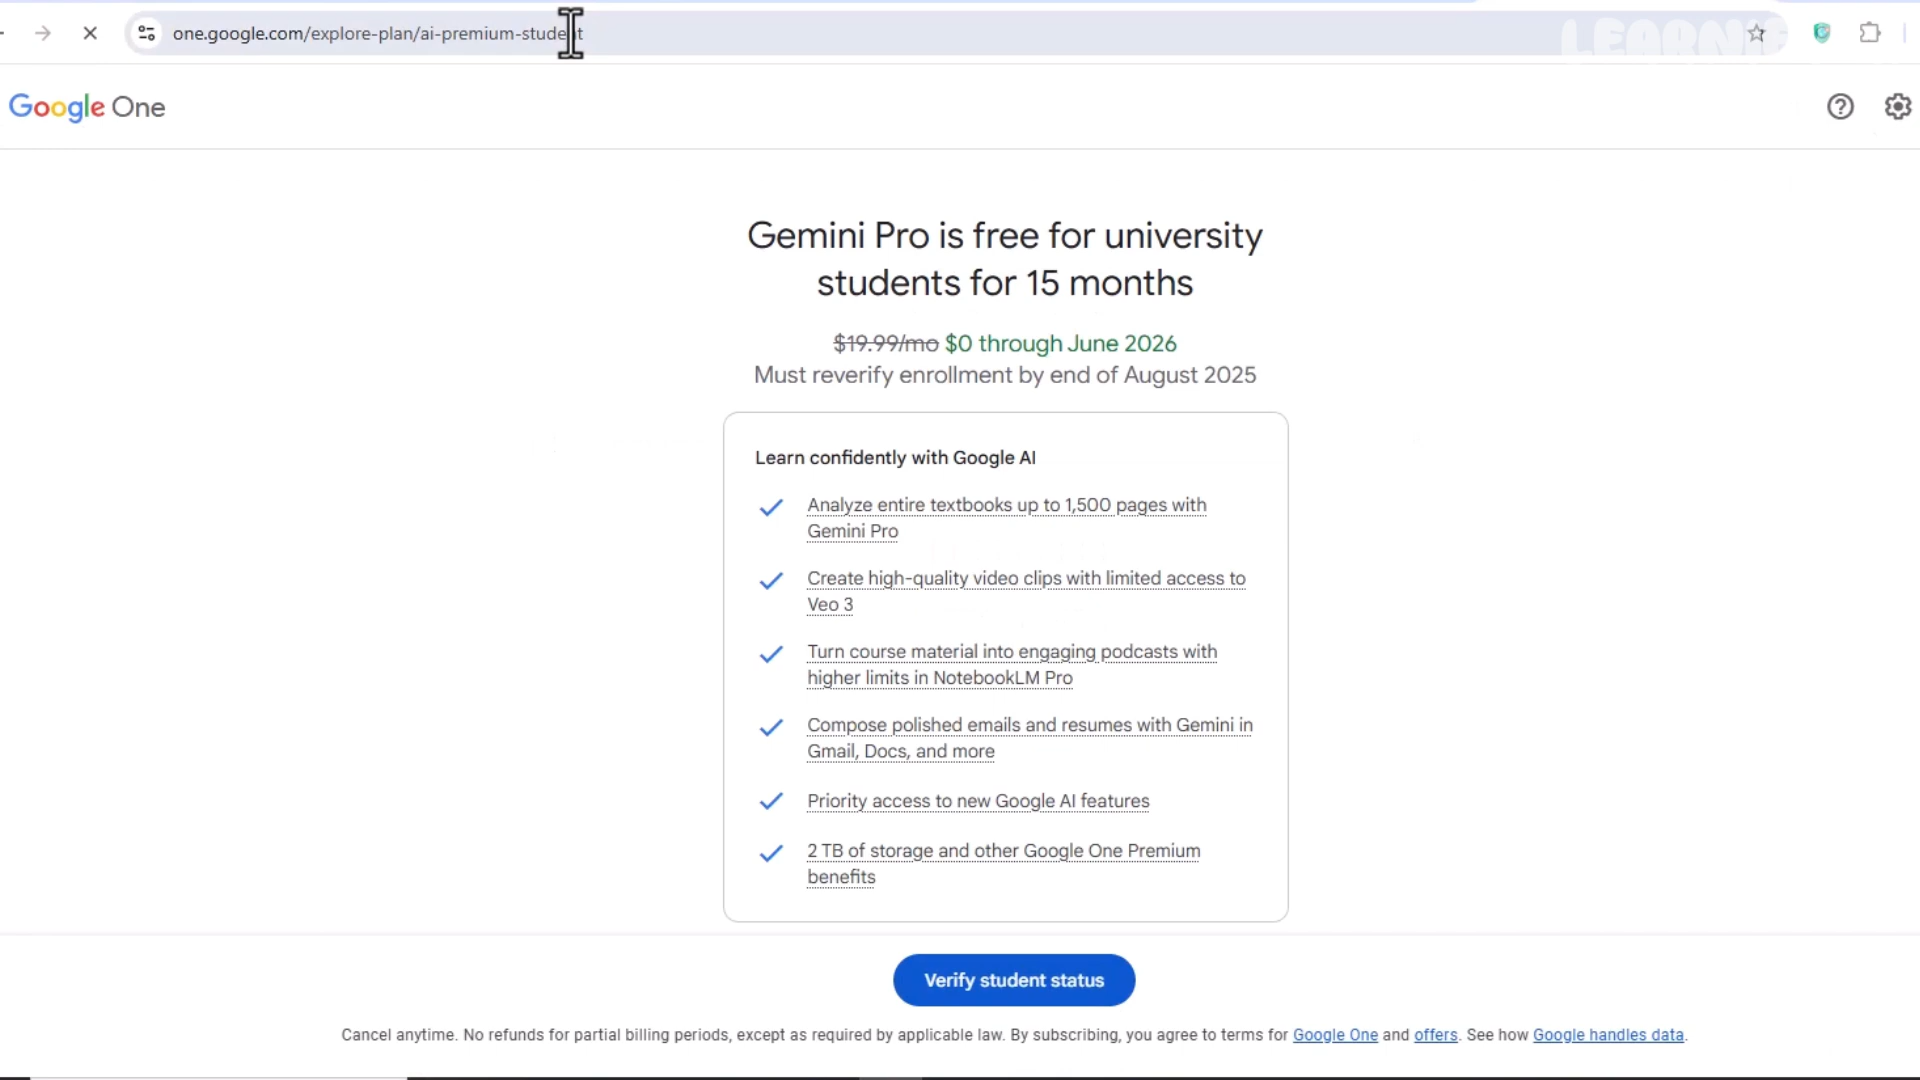 one.google.com/explore-plan/ai-premium-student
LEARNIF
Google One
Gemini Pro is free for university
students for 15 months
$19.99/mo $0 through June 2026
Must reverify enrollment by end of August 2025
Learn confidently with Google AI
Analyze entire textbooks up to 1,500 pages with
Gemini Pro
Create high-quality video clips with limited access to
Veo 3
Turn course material into engaging podcasts with
higher limits in NotebookLM Pro
Compose polished emails and resumes with Gemini in
Gmail, Docs, and more
Priority access to new Google AI features
2 TB of storage and other Google One Premium
benefits
Verify student status
Cancel anytime. No refunds for partial billing periods, except as required by applicable law. By subscribing, you agree to terms for Google One and offers. See how Google handles data.